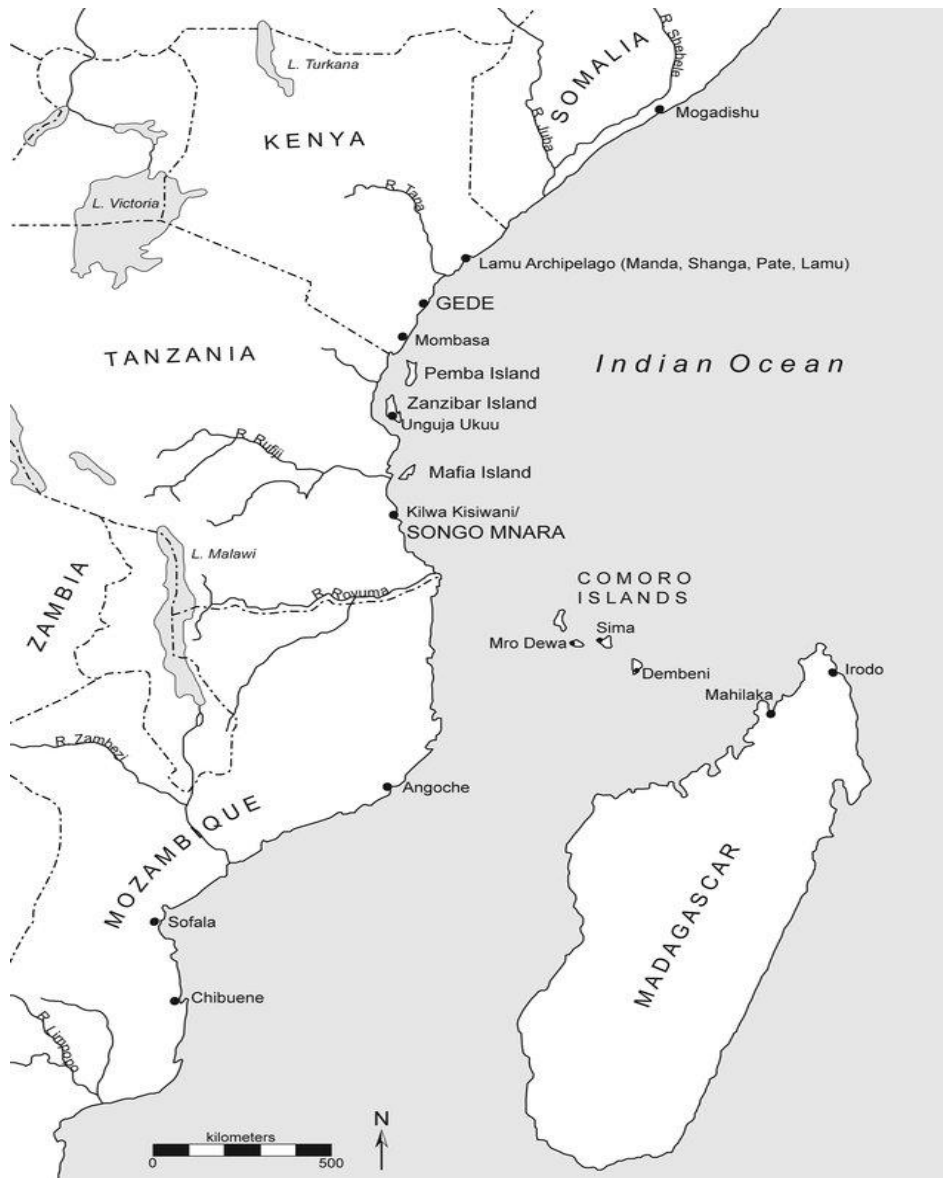 L. Turkana
SOMALIA
R. Shebele
R. Juba
Mogadishu
KENYA
L. Victoria
R. Tana
Lamu Archipelago (Manda, Shanga, Pate, Lamu)
GEDE
Mombasa
TANZANIA
Indian Ocean
Pemba Island
Zanzibar Island
Unguja Ukuu
R. Rufiji
Mafia Island
Kilwa Kisiwani/
SONGO MNARA
L. Malawi
ZAMBIA
R. Rovuma
COMORO
ISLANDS
Mro Dewa
Sima
Dembeni
Mahilaka
Irodo
R. Zambezi
Angoche
MOZAMBIQUE
MADAGASCAR
Sofala
Chibuene
R. Limpopo
kilometers
0
500
N